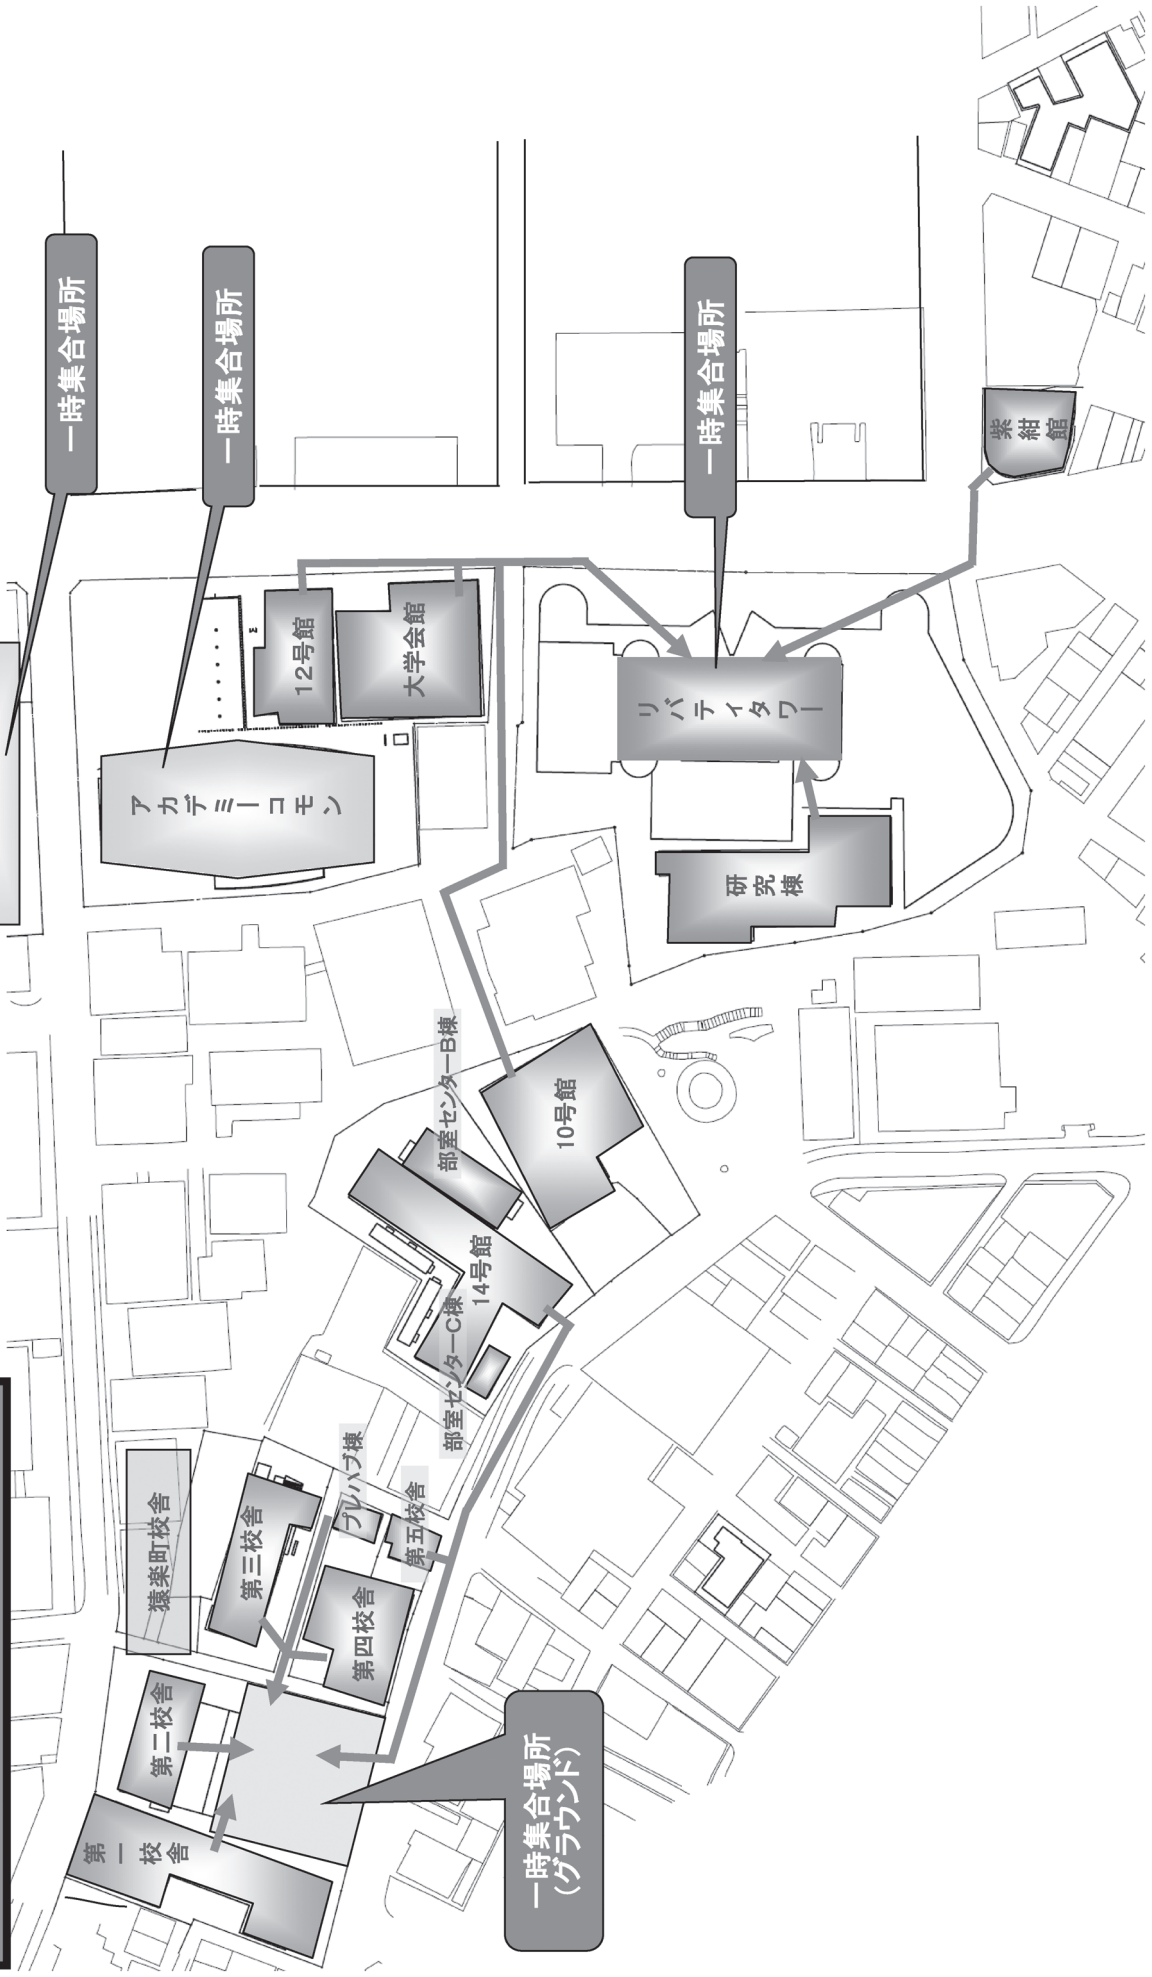 一時集合場所
一時集合場所
一時集合場所
紫紺館
12号館
大学会館
リバティタワー
アカデミーコモン
研究棟
10号館
部室センターB棟
14号館
部室センターC棟
プレハブ棟
第五校舎
第三校舎
猿楽町校舎
第四校舎
第二校舎
第一校舎
一時集合場所
(グラウンド)